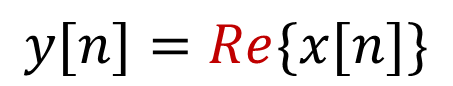 y[n] = Re{x[n]}